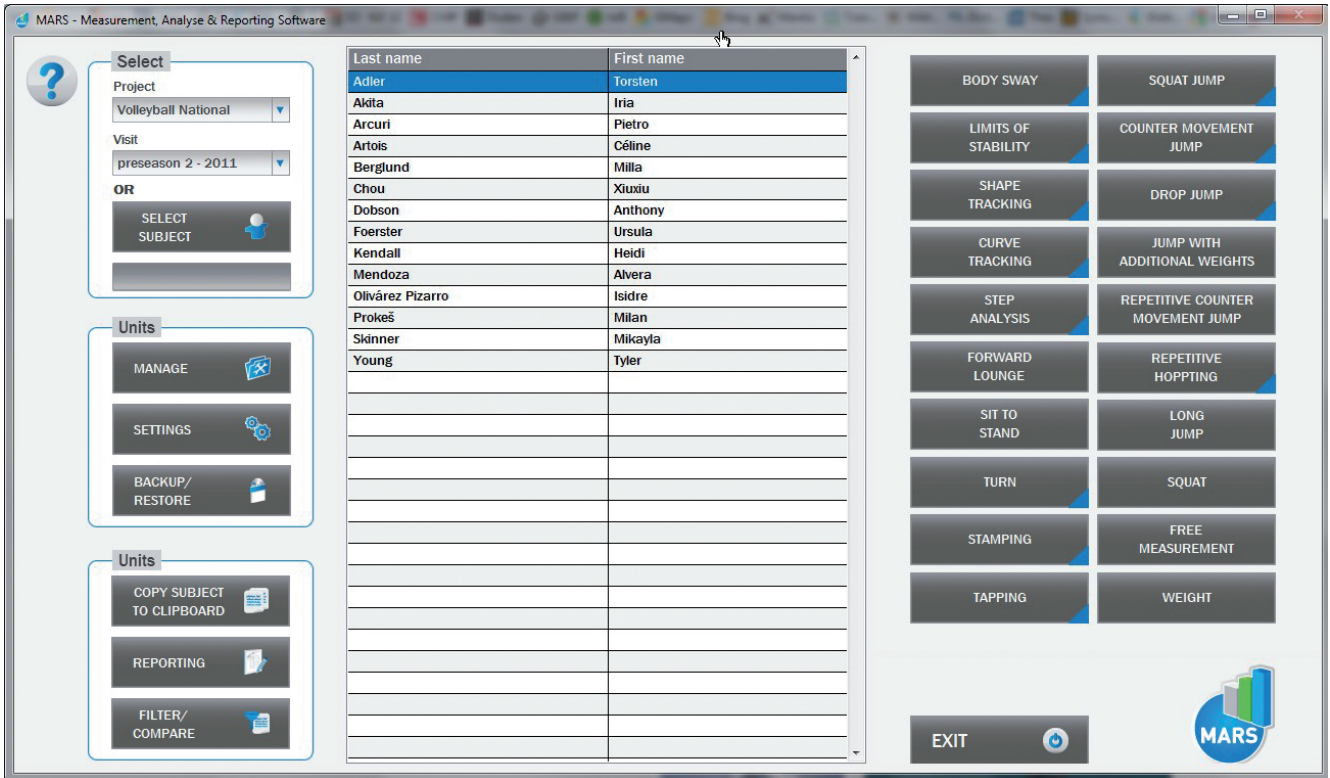 MARS - Measurement, Analyse & Reporting Software
?
Select
Project
Volleyball National
Visit
preseason 2 - 2011
OR
SELECT
SUBJECT
Units
MANAGE
SETTINGS
BACKUP/
RESTORE
Units
COPY SUBJECT
TO CLIPBOARD
REPORTING
FILTER/
COMPARE
Last name First name
Adler Torsten
Akita Iria
Arcuri Pietro
Artois Céline
Berglund Milla
Chou Xiuxiu
Dobson Anthony
Foerster Ursula
Kendall Heidi
Mendoza Alvera
Olivárez Pizarro Isidre
Prokeš Milan
Skinner Mikayla
Young Tyler
BODY SWAY
SQUAT JUMP
LIMITS OF
STABILITY
COUNTER MOVEMENT
JUMP
SHAPE
TRACKING
DROP JUMP
CURVE
TRACKING
JUMP WITH
ADDITIONAL WEIGHTS
STEP
ANALYSIS
REPETITIVE COUNTER
MOVEMENT JUMP
FORWARD
LOUNGE
REPETITIVE
HOPPTING
SIT TO
STAND
LONG
JUMP
TURN
SQUAT
STAMPING
FREE
MEASUREMENT
TAPPING
WEIGHT
EXIT
MARS